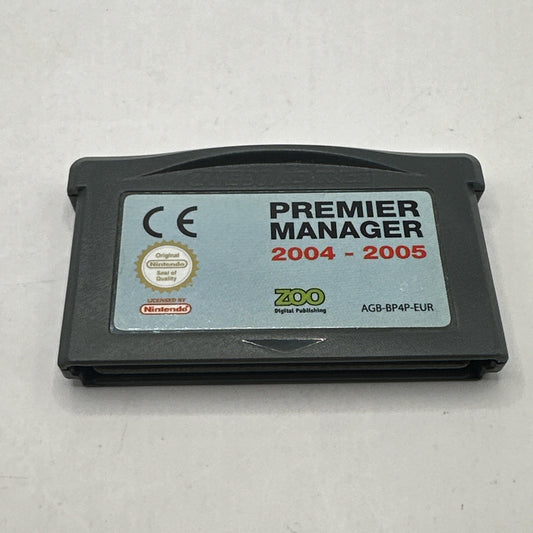 CE
PREMIER
MANAGER
2004 - 2005
Original
Nintendo
Seal of
Quality
LICENSED BY
Nintendo
ZOO
Digital Publishing
AGB-BP4P-EUR